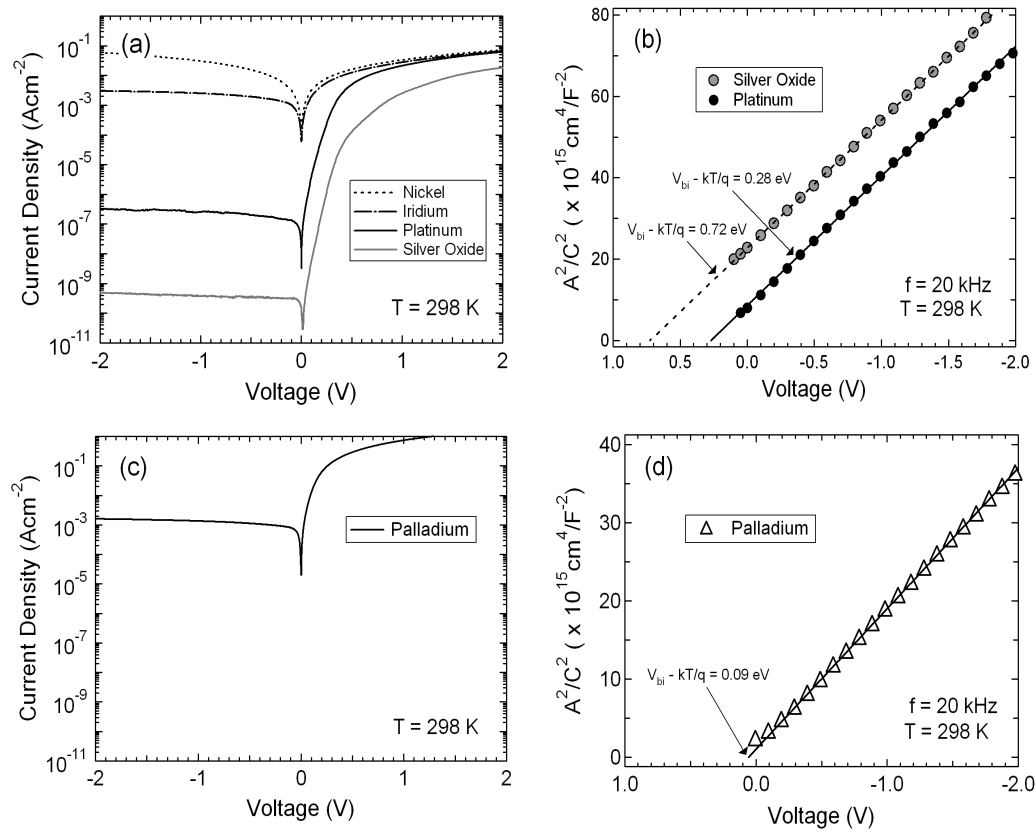 (a)
Current Density (Acm-2)
10-1
10-3
10-5
10-7
10-9
10-11
Nickel
Iridium
Platinum
Silver Oxide
T = 298 K
-2 -1 0 1 2
Voltage (V)
(b)
A2/C2 ( x 1015cm4/F-2)
80
60
40
20
0
Silver Oxide
Platinum
Vbi - kT/q = 0.28 eV
Vbi - kT/q = 0.72 eV
f = 20 kHz
T = 298 K
1.0 0.5 0.0 -0.5 -1.0 -1.5 -2.0
Voltage (V)
(c)
Current Density (Acm-2)
10-1
10-3
10-5
10-7
10-9
10-11
Palladium
T = 298 K
-2 -1 0 1 2
Voltage (V)
(d)
A2/C2 ( x 1015cm4/F-2)
40
30
20
10
0
Palladium
Vbi - kT/q = 0.09 eV
f = 20 kHz
T = 298 K
1.0 0.0 -1.0 -2.0
Voltage (V)